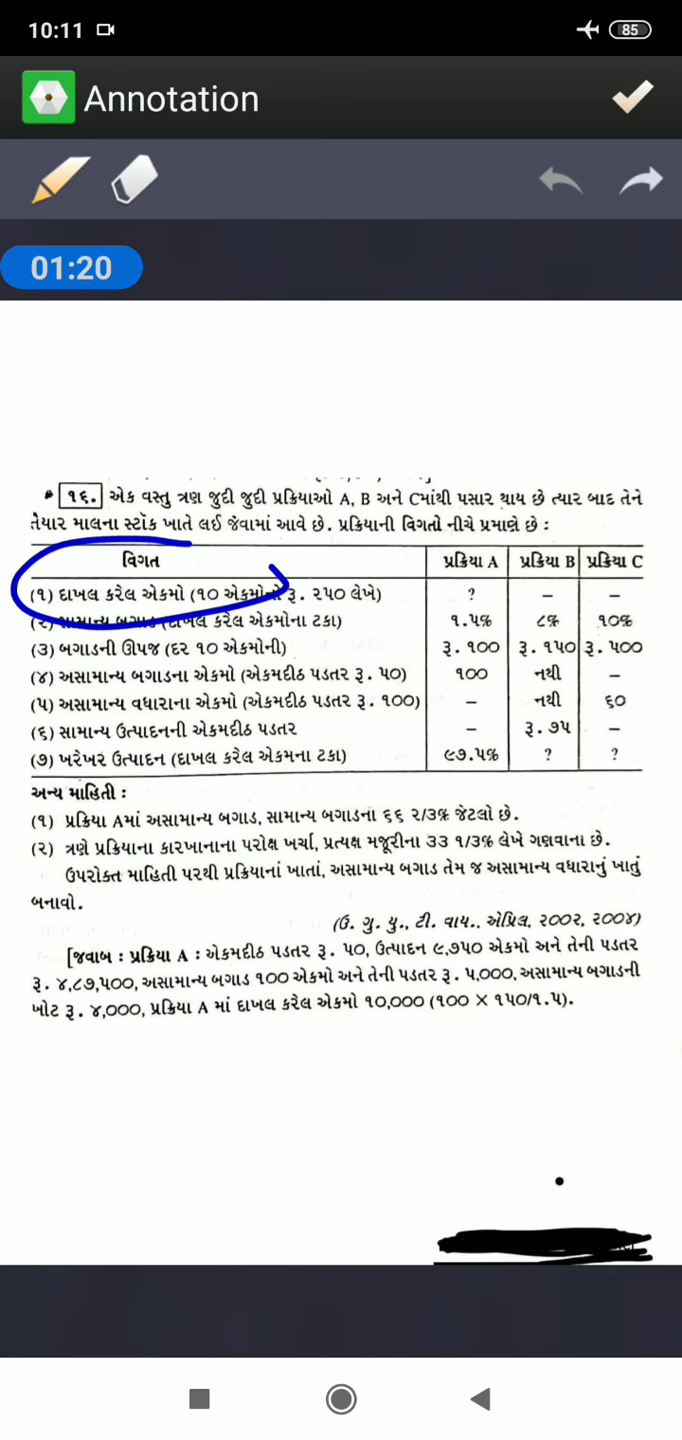 10:11
85
Annotation
01:20
૧૬. એક વસ્તુ ત્રણ જુદી જુદી પ્રક્રિયાઓ A, B અને Cમાંથી પસાર થાય છે ત્યાર બાદ તેને
તૈયાર માલના સ્ટૉક ખાતે લઈ જવામાં આવે છે. પ્રક્રિયાની વિગતો નીચે પ્રમાણે છે :
વિગત પ્રક્રિયા A પ્રક્રિયા B પ્રક્રિયા C
(૧) દાખલ કરેલ એકમો (૧૦ એકમોનો રૂ. ૨૫૦ લેખે) ? – –
(૨) સામાન્ય બગાડ (દાખલ કરેલ એકમોના ટકા) ૧.૫% ૮% ૧૦%
(૩) બગાડની ઊપજ (દર ૧૦ એકમોની) રૂ. ૧૦૦ રૂ. ૧૫૦ રૂ. ૫૦૦
(૪) અસામાન્ય બગાડના એકમો (એકમદીઠ પડતર રૂ. ૫૦) ૧૦૦ નથી –
(૫) અસામાન્ય વધારાના એકમો (એકમદીઠ પડતર રૂ. ૧૦૦) – નથી ૬૦
(૬) સામાન્ય ઉત્પાદનની એકમદીઠ પડતર – રૂ. ૭૫ –
(૭) ખરેખર ઉત્પાદન (દાખલ કરેલ એકમના ટકા) ૯૭.૫% ? ?
અન્ય માહિતી :
(૧) પ્રક્રિયા Aમાં અસામાન્ય બગાડ, સામાન્ય બગાડના ૬૬ ૨/૩% જેટલો છે.
(૨) ત્રણે પ્રક્રિયાના કારખાનાના પરોક્ષ ખર્ચા, પ્રત્યક્ષ મજૂરીના ૩૩ ૧/૩% લેખે ગણવાના છે.
ઉપરોક્ત માહિતી પરથી પ્રક્રિયાનાં ખાતાં, અસામાન્ય બગાડ તેમ જ અસામાન્ય વધારાનું ખાતું
બનાવો.
(ઉ. ગુ. યુ., ટી. વાય., એપ્રિલ, ૨૦૦૨, ૨૦૦૪)
[જવાબ : પ્રક્રિયા A : એકમદીઠ પડતર રૂ. ૫૦, ઉત્પાદન ૯,૭૫૦ એકમો અને તેની પડતર
રૂ. ૪,૮૭,૫૦૦, અસામાન્ય બગાડ ૧૦૦ એકમો અને તેની પડતર રૂ. ૫,૦૦૦, અસામાન્ય બગાડની
ખોટ રૂ. ૪,૦૦૦, પ્રક્રિયા A માં દાખલ કરેલ એકમો ૧૦,૦૦૦ (૧૦૦ × ૧૫૦/૧.૫).